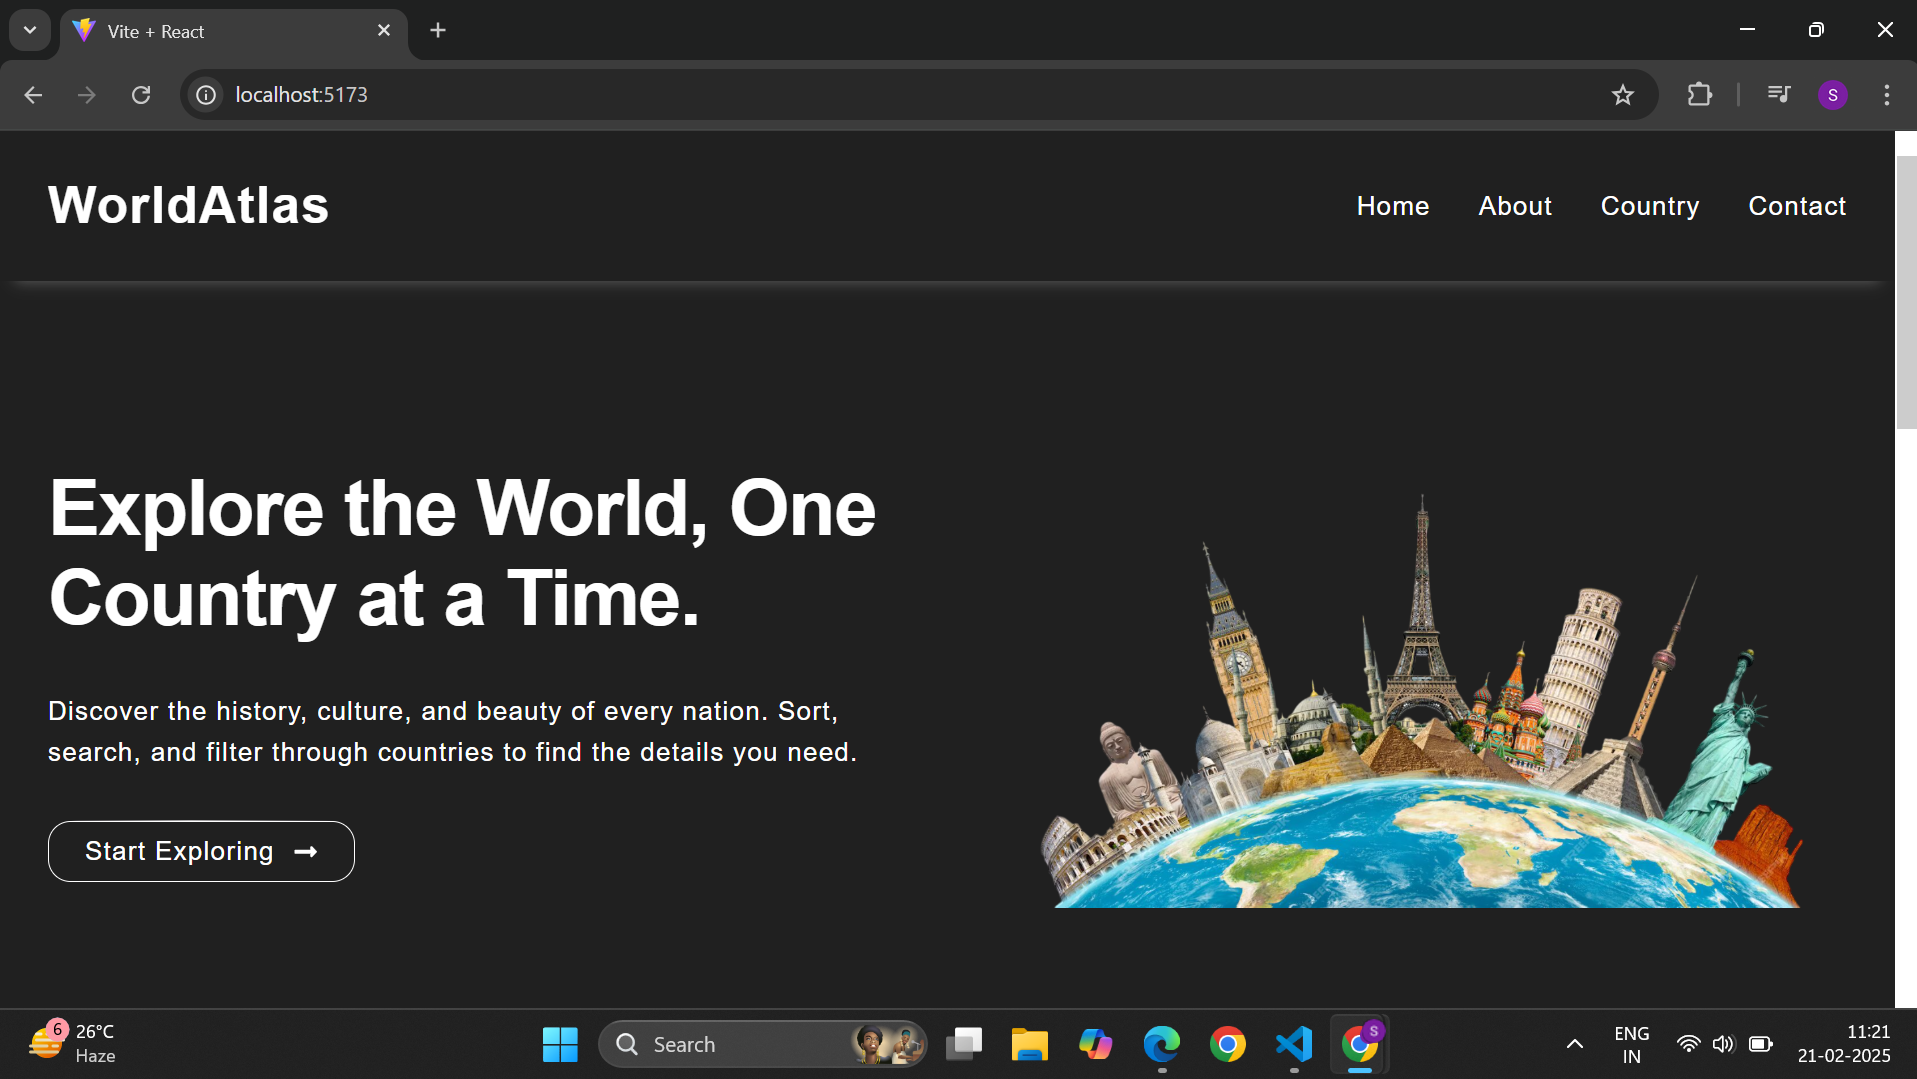 Vite + React
localhost:5173
S
WorldAtlas
Home About Country Contact
Explore the World, One
Country at a Time.
Discover the history, culture, and beauty of every nation. Sort,
search, and filter through countries to find the details you need.
Start Exploring
6
26°C
Haze
Search
S
ENG
IN
11:21
21-02-2025